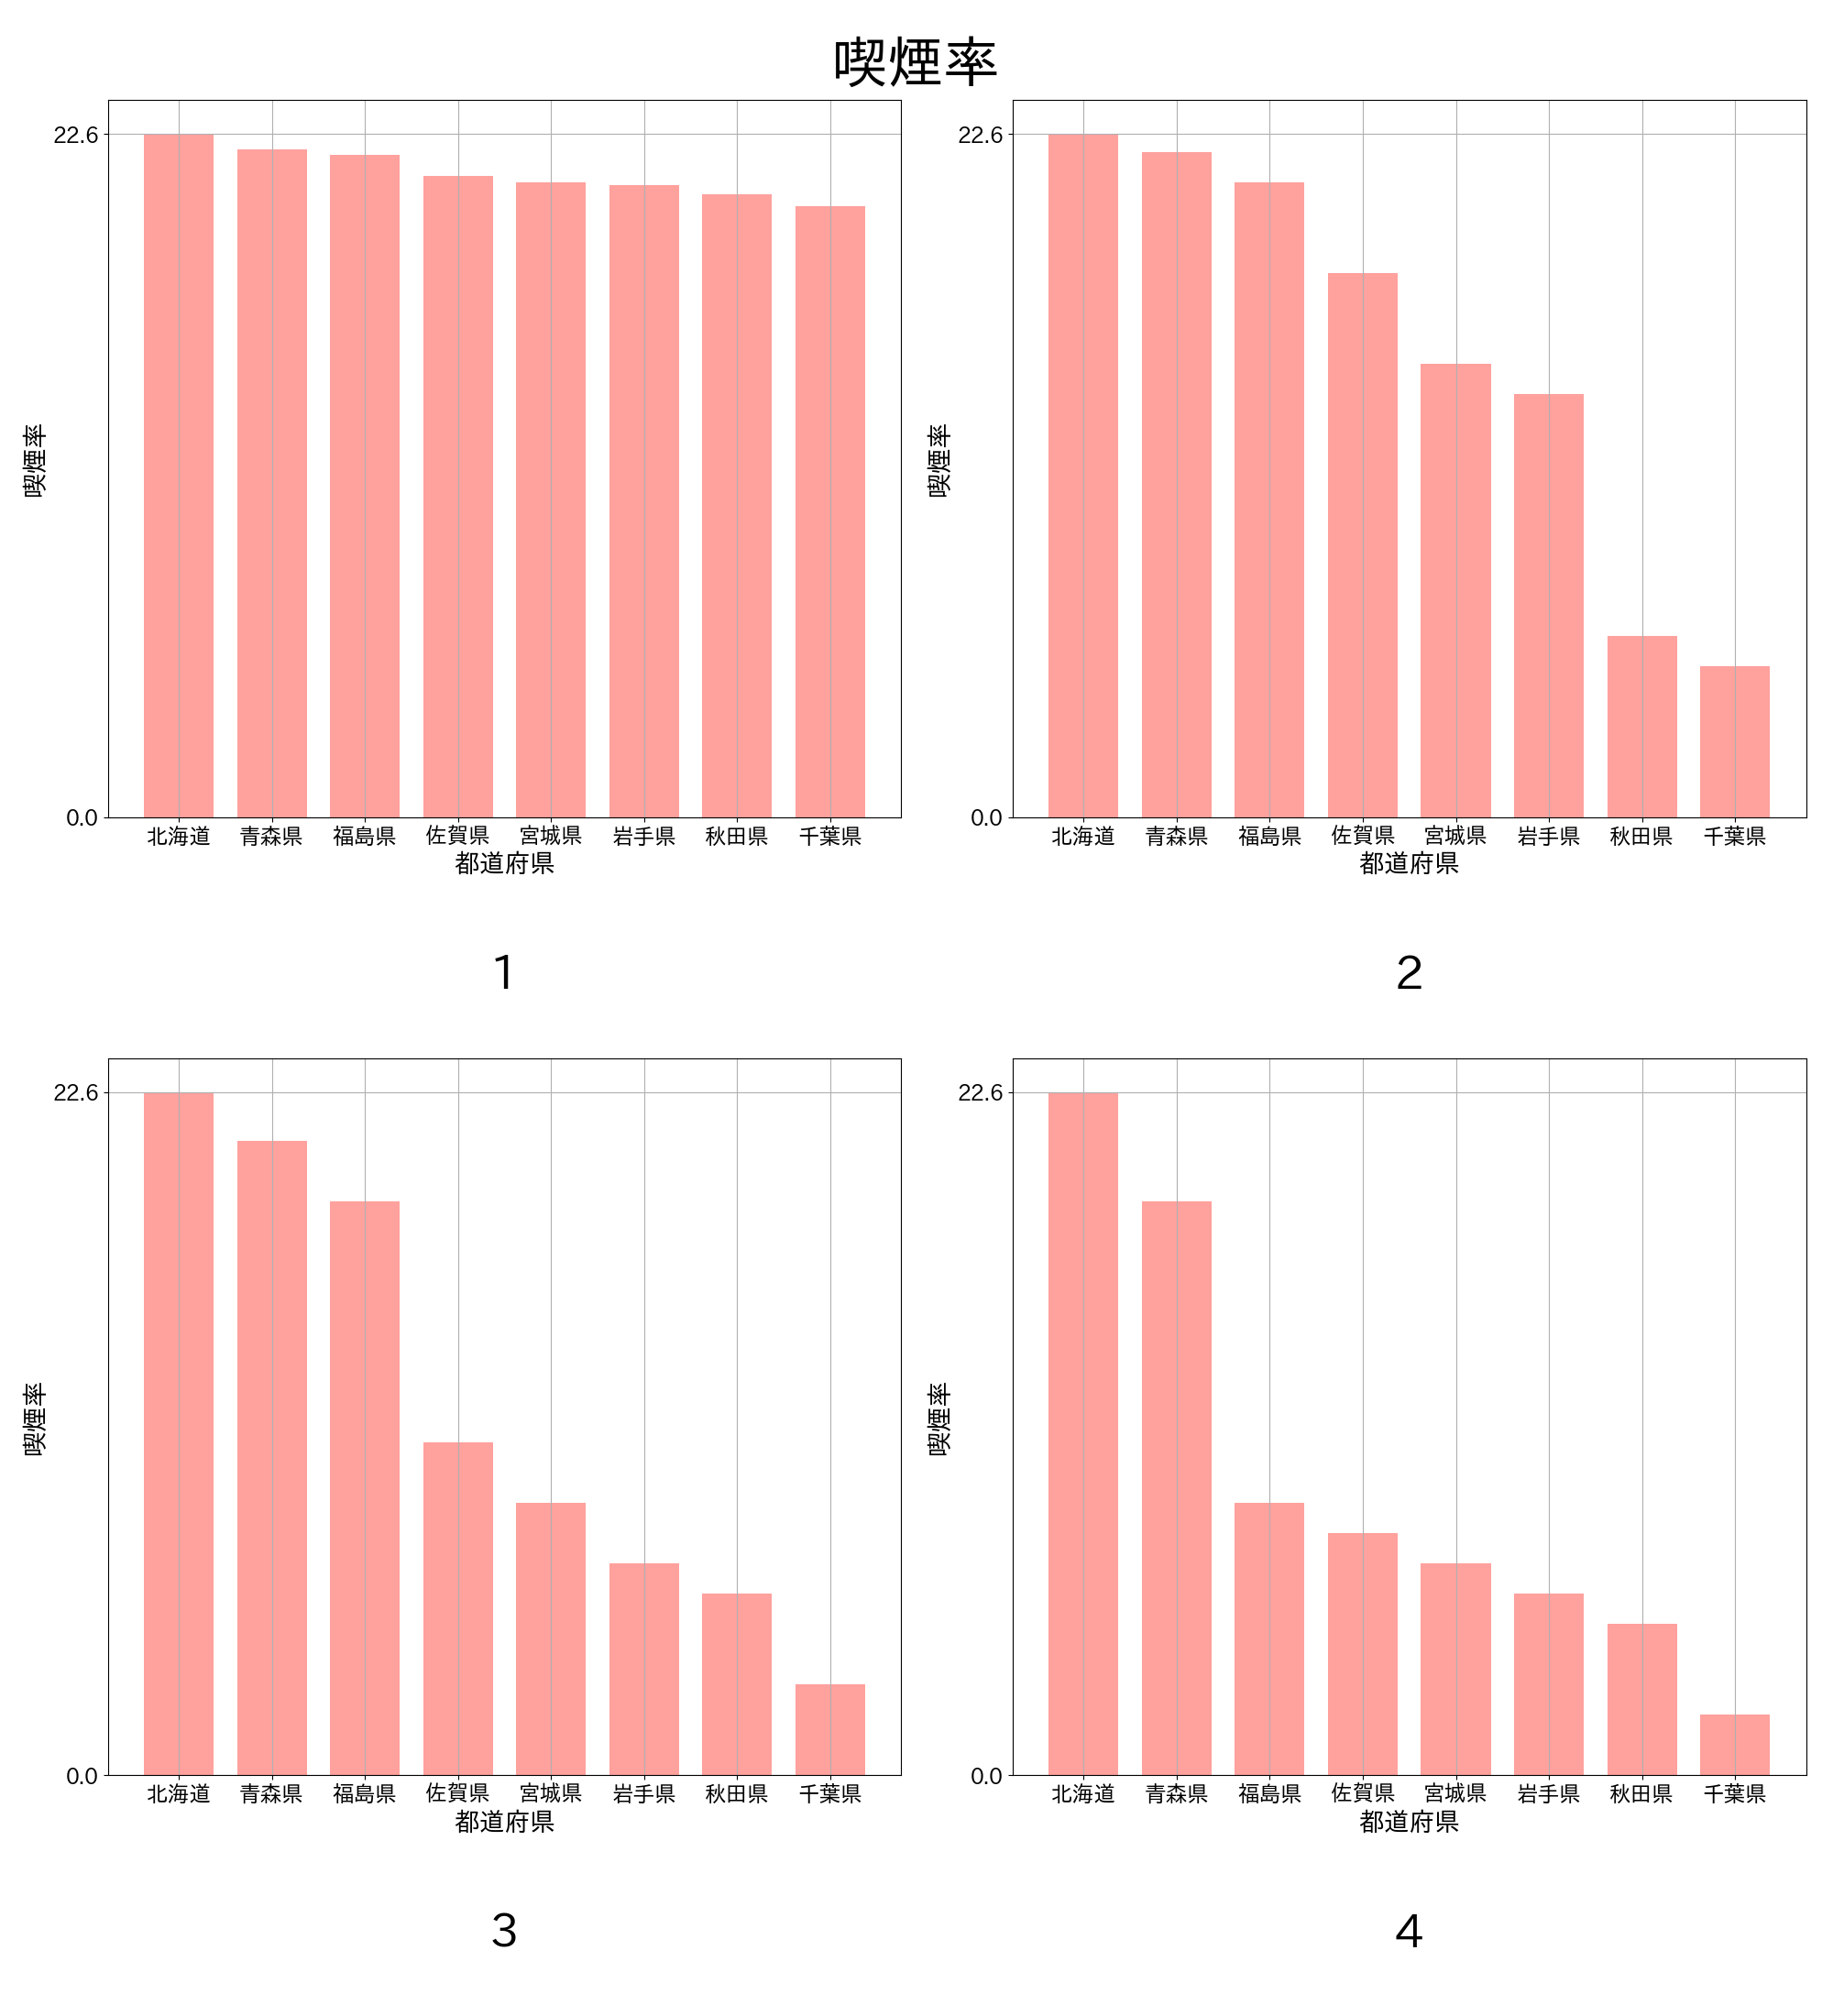 喫煙率
22.6
喫煙率
0.0
北海道 青森県 福島県 佐賀県 宮城県 岩手県 秋田県 千葉県
都道府県
1
22.6
喫煙率
0.0
北海道 青森県 福島県 佐賀県 宮城県 岩手県 秋田県 千葉県
都道府県
2
22.6
喫煙率
0.0
北海道 青森県 福島県 佐賀県 宮城県 岩手県 秋田県 千葉県
都道府県
3
22.6
喫煙率
0.0
北海道 青森県 福島県 佐賀県 宮城県 岩手県 秋田県 千葉県
都道府県
4